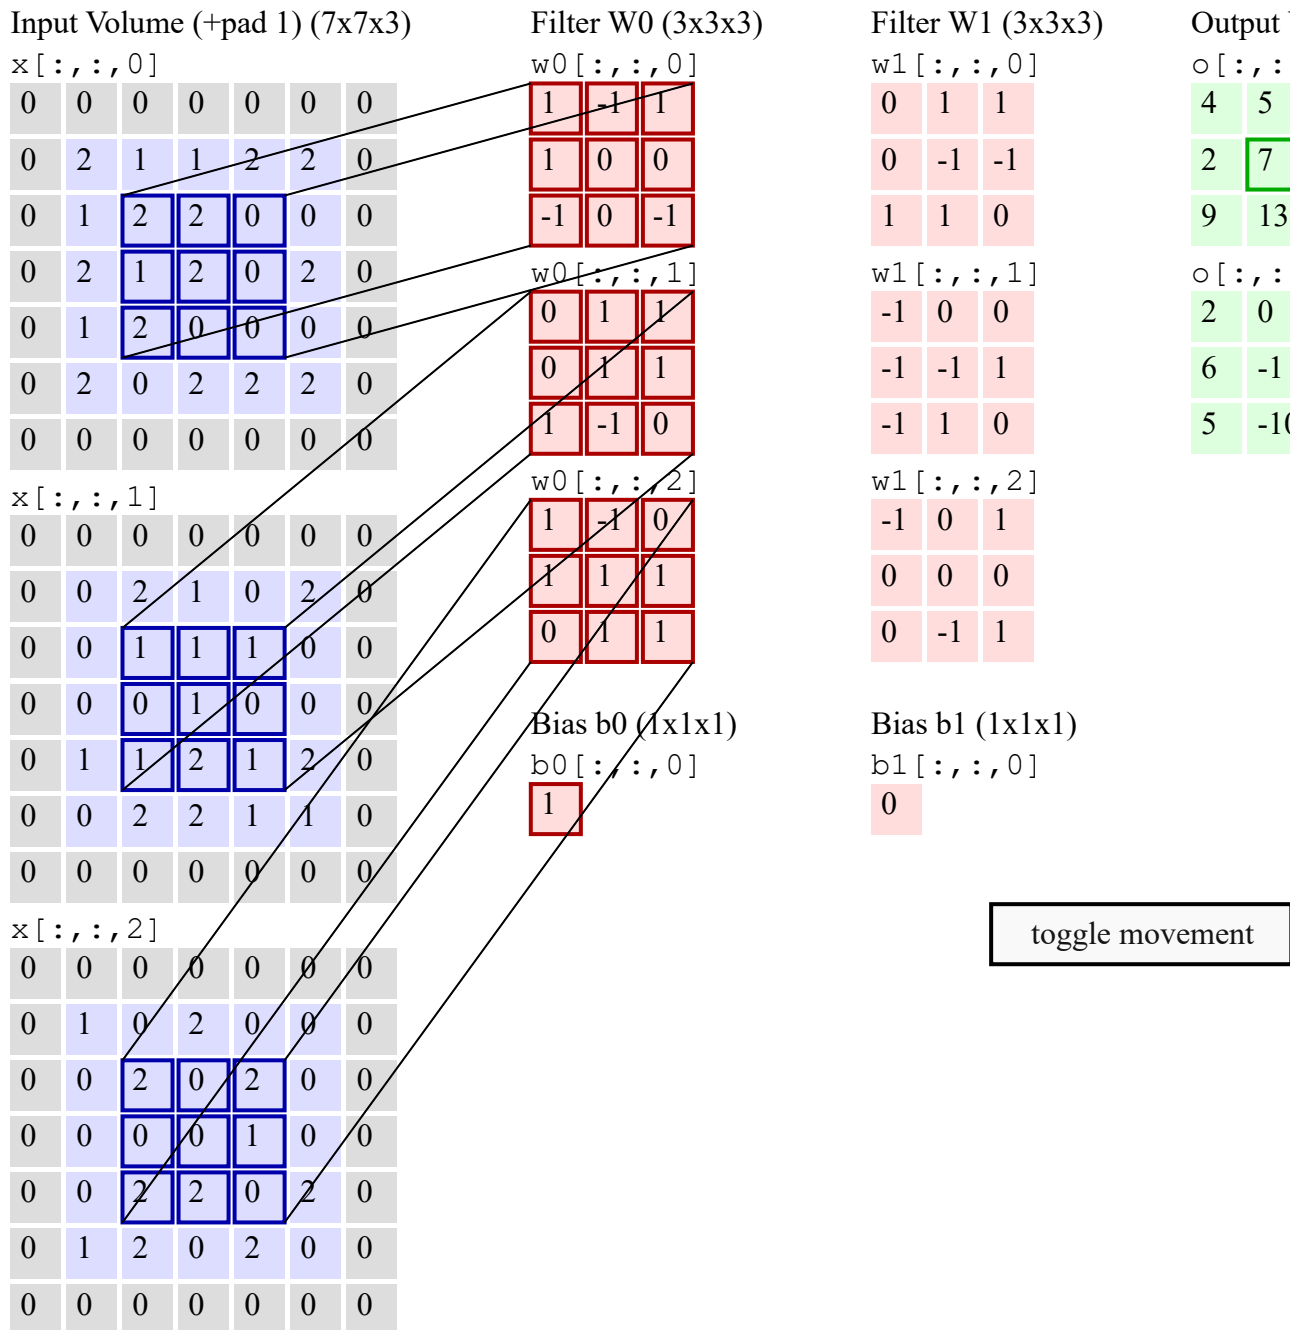 Input Volume (+pad 1) (7x7x3)
x[:,:,0]
0 0 0 0 0 0 0
0 2 1 1 2 2 0
0 1 2 2 0 0 0
0 2 1 2 0 2 0
0 1 2 0 0 0 0
0 2 0 2 2 2 0
0 0 0 0 0 0 0
x[:,:,1]
0 0 0 0 0 0 0
0 0 2 1 0 2 0
0 0 1 1 1 0 0
0 0 0 1 0 0 0
0 1 1 2 1 2 0
0 0 2 2 1 1 0
0 0 0 0 0 0 0
x[:,:,2]
0 0 0 0 0 0 0
0 1 0 2 0 0 0
0 0 2 0 2 0 0
0 0 0 0 1 0 0
0 0 2 2 0 2 0
0 1 2 0 2 0 0
0 0 0 0 0 0 0
Filter W0 (3x3x3)
w0[:,:,0]
1 -1 1
1 0 0
-1 0 -1
w0[:,:,1]
0 1 1
0 1 1
1 -1 0
w0[:,:,2]
1 -1 0
1 1 1
0 1 1
Bias b0 (1x1x1)
b0[:,:,0]
1
Filter W1 (3x3x3)
w1[:,:,0]
0 1 1
0 -1 -1
1 1 0
w1[:,:,1]
-1 0 0
-1 -1 1
-1 1 0
w1[:,:,2]
-1 0 1
0 0 0
0 -1 1
Bias b1 (1x1x1)
b1[:,:,0]
0
Output
o[:,:
4 5
2 7
9 13
o[:,:
2 0
6 -1
5 -10
toggle movement